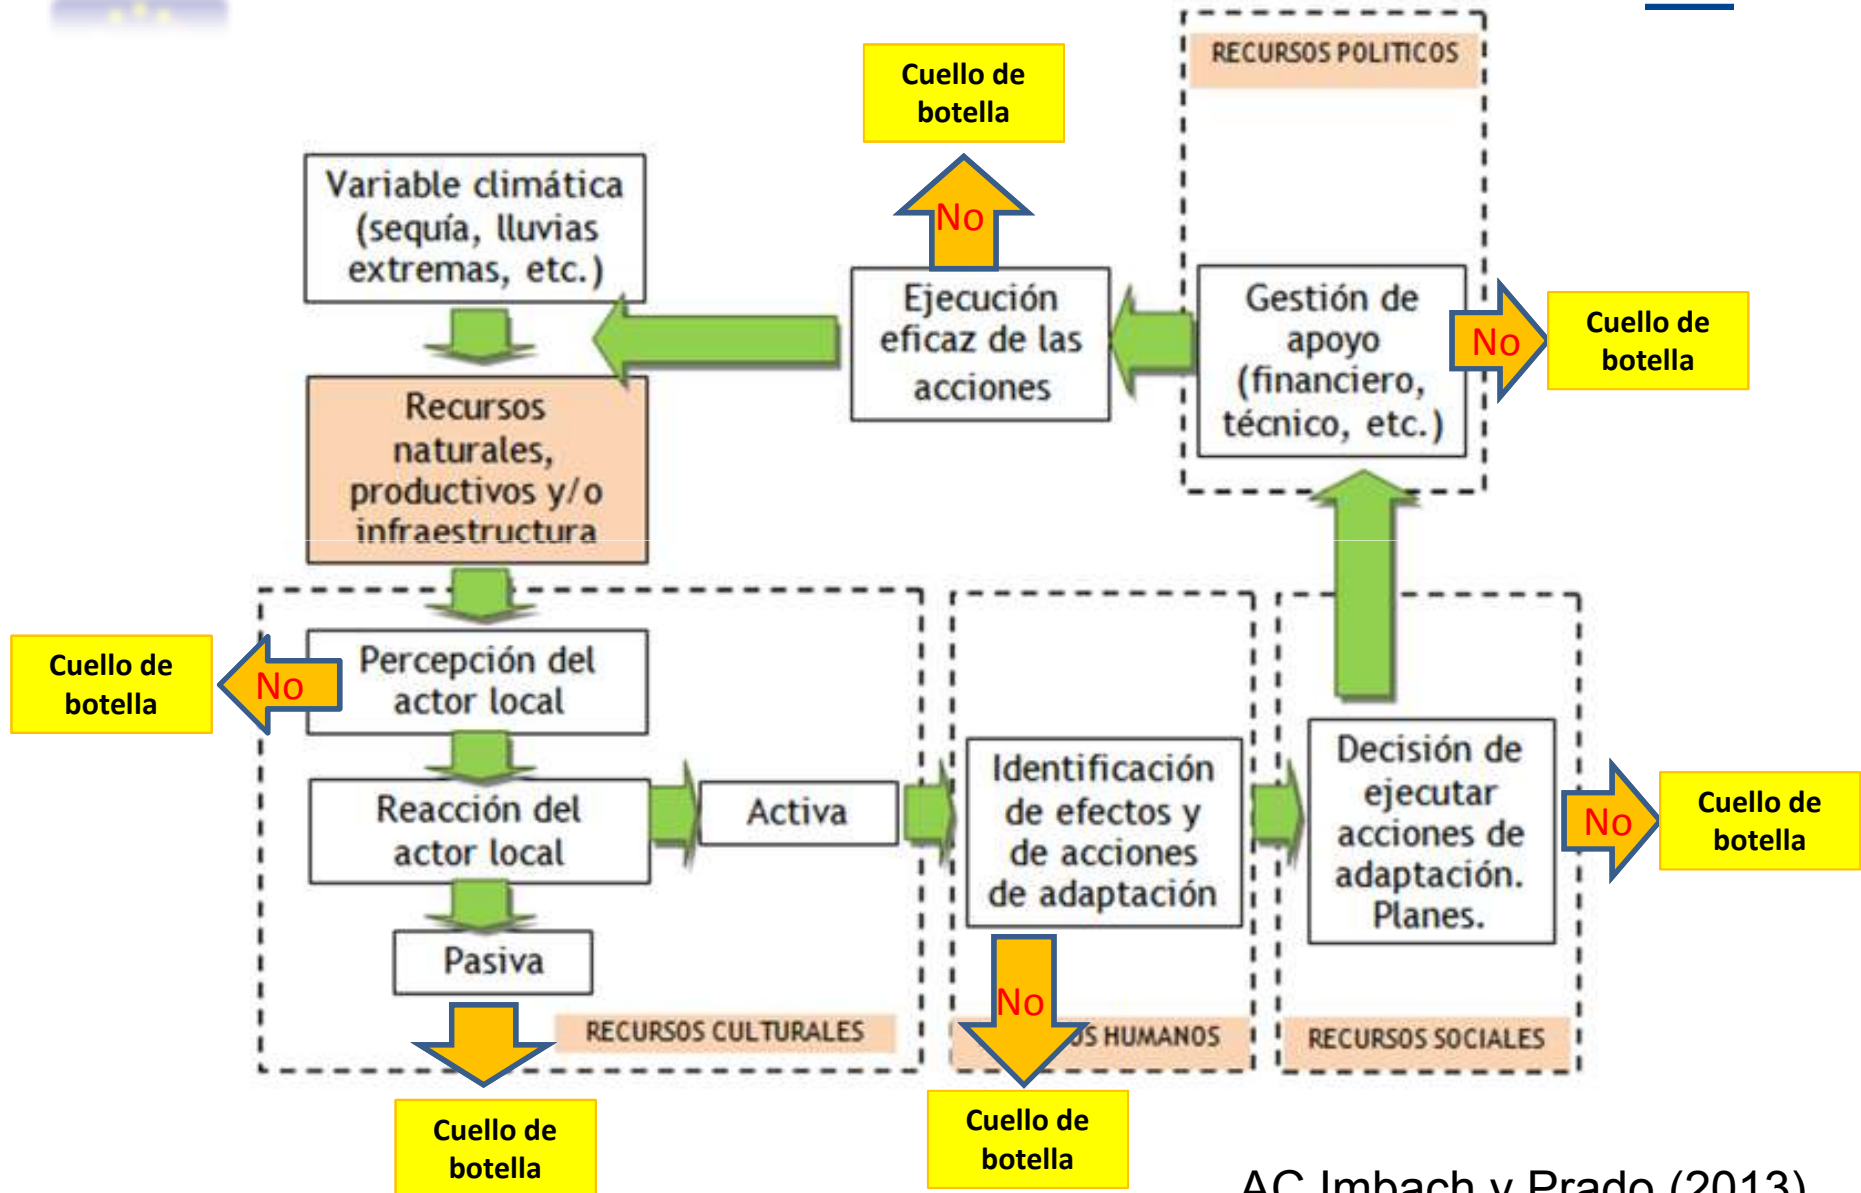 RECURSOS POLITICOS
Cuello de
botella
Variable climática
(sequía, lluvias
extremas, etc.)
No
Ejecución
eficaz de las
acciones
Gestión de
apoyo
(financiero,
técnico, etc.)
No
Cuello de
botella
Recursos
naturales,
productivos y/o
infraestructura
Cuello de
botella
No
Percepción del
actor local
Reacción del
actor local
Activa
Identificación
de efectos y
de acciones
de adaptación
Decisión de
ejecutar
acciones de
adaptación.
Planes.
No
Cuello de
botella
Pasiva
No
RECURSOS CULTURALES
OS HUMANOS
RECURSOS SOCIALES
Cuello de
botella
Cuello de
botella
AC Imbach y Prado (2013)